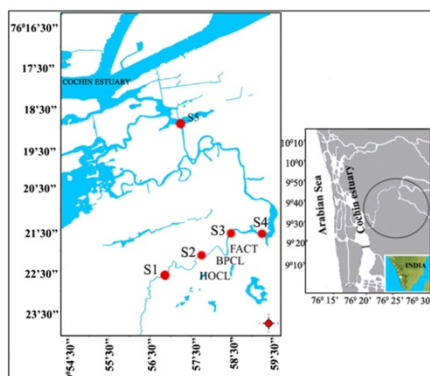 76°16'30"
17'30"
COCHIN ESTUARY
18'30"
S5
19'30"
20'30"
21'30"
S3
S4
FACT
S2
BPCL
S1
HOCL
22'30"
23'30"
°54'30"
55'30"
56'30"
57'30"
58'30"
59'30"
10°10'
10°0'
9°50'
9°40'
9°20'
9°10'
Arabian Sea
Cochin estuary
INDIA
76°15'
76°20'
76°25'
76°30'